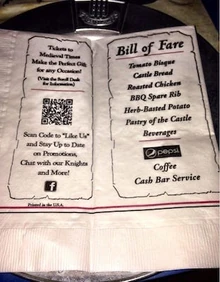 Tickets to
Medieval Times
Make the Perfect Gift
for any Occasion!
(Visit the Scroll Desk
for Information)
Scan Code to "Like Us"
and Stay Up to Date
on Promotions,
Chat with our Knights
and More!
f
Printed in the U.S.A.
Bill of Fare
Tomato Bisque
Castle Bread
Roasted Chicken
BBQ Spare Rib
Herb-Basted Potato
Pastry of the Castle
Beverages
pepsi
Coffee
Cash Bar Service